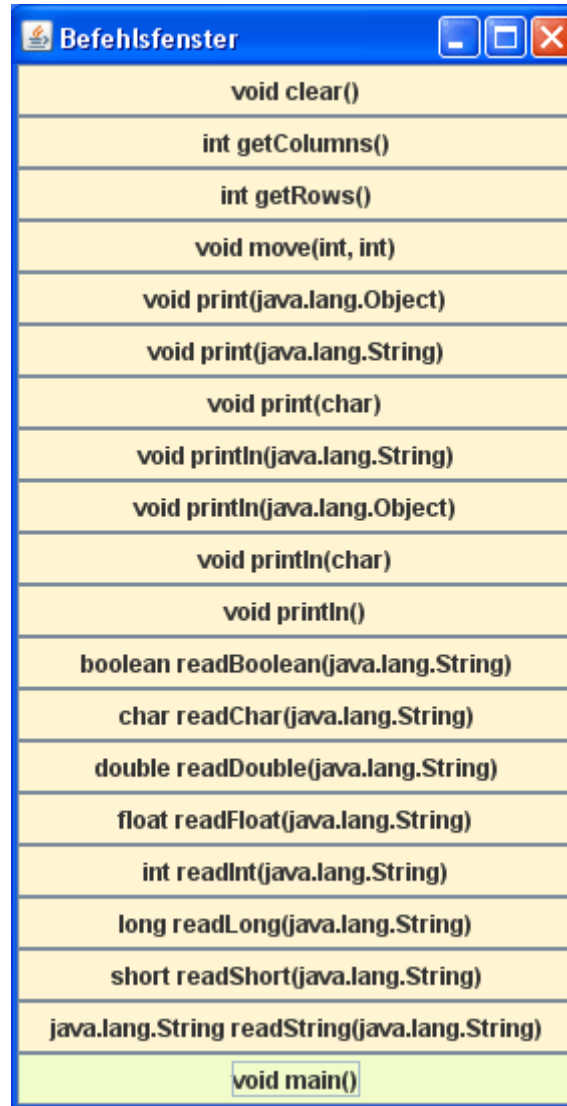 Befehlsfenster
void clear()
int getColumns()
int getRows()
void move(int, int)
void print(java.lang.Object)
void print(java.lang.String)
void print(char)
void println(java.lang.String)
void println(java.lang.Object)
void println(char)
void println()
boolean readBoolean(java.lang.String)
char readChar(java.lang.String)
double readDouble(java.lang.String)
float readFloat(java.lang.String)
int readInt(java.lang.String)
long readLong(java.lang.String)
short readShort(java.lang.String)
java.lang.String readString(java.lang.String)
void main()